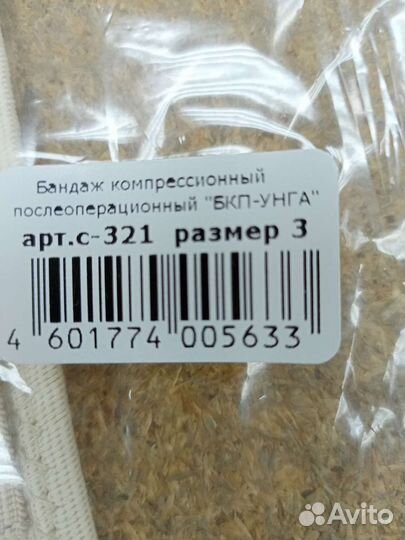 Бандаж компрессионный
послеоперационный "БКП-УНГА"
арт.с-321 размер 3
4 601774 005633
Avito